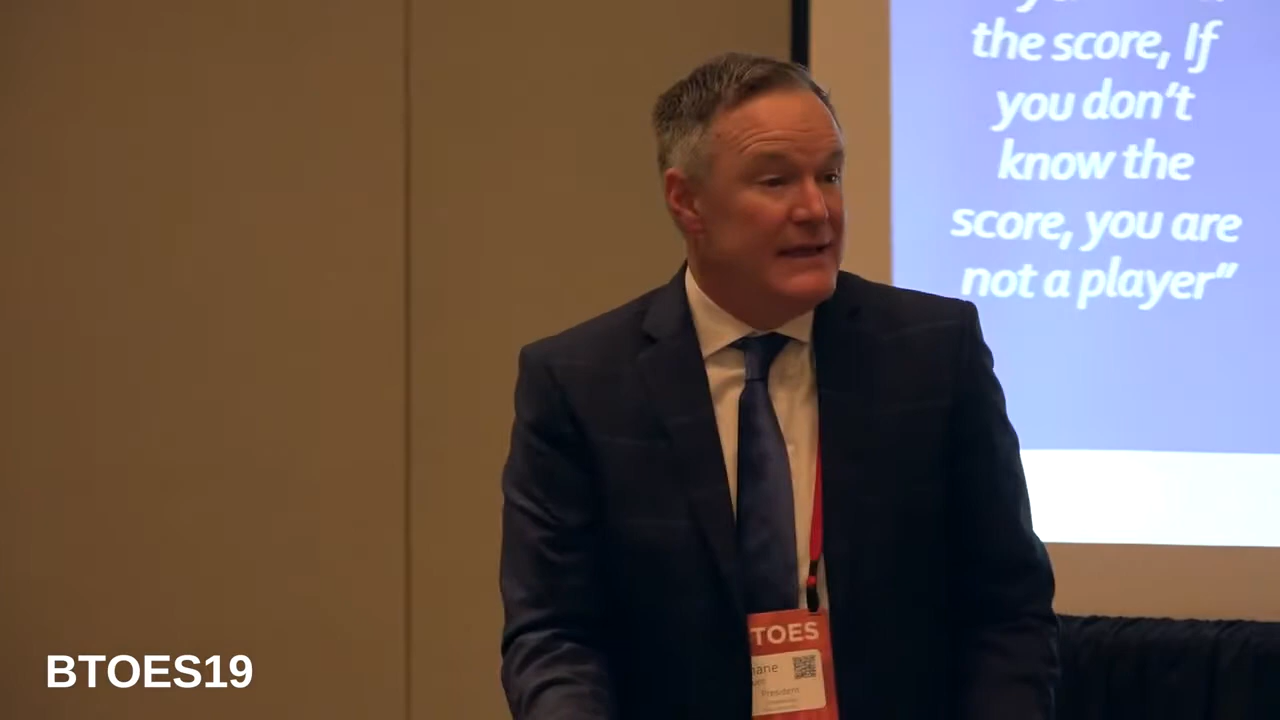 the score, If
you don't
know the
score, you are
not a player”
TOES
President
BTOES19